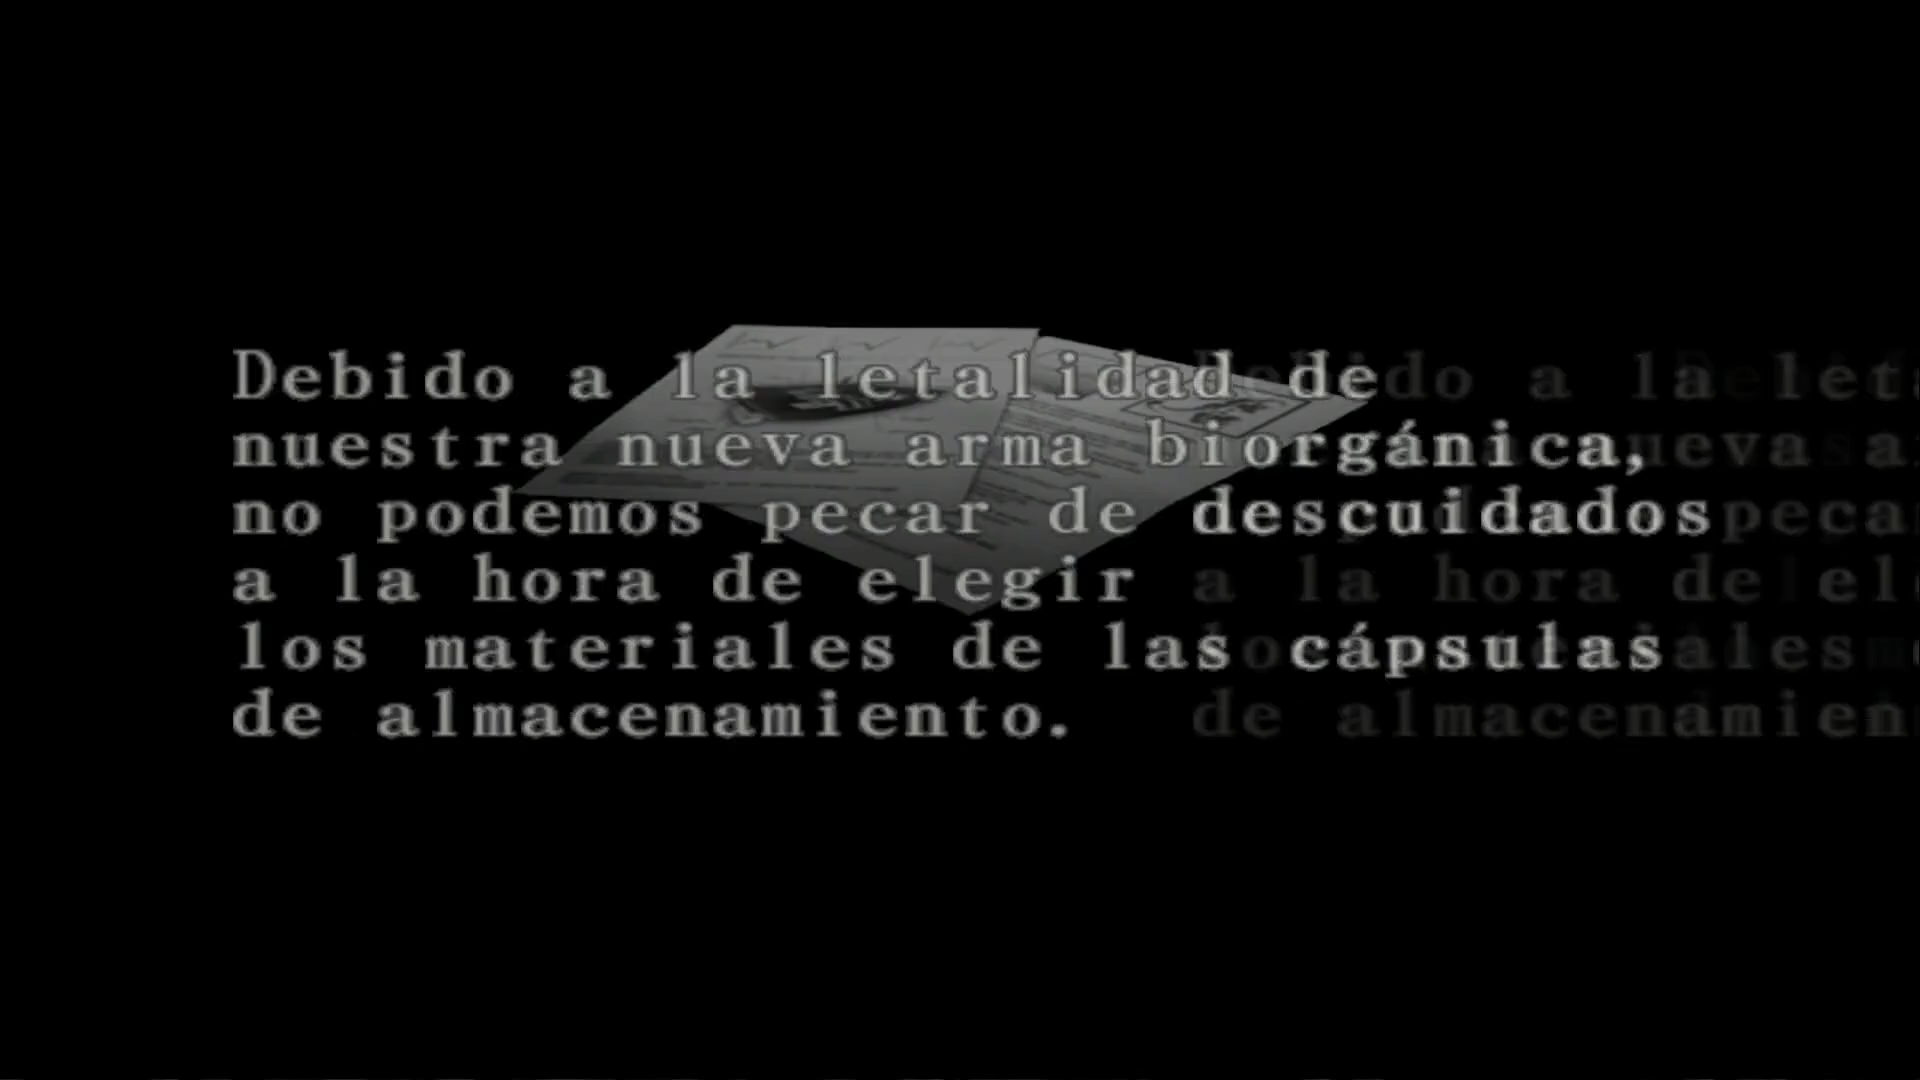 Debido a la letalidad de
nuestra nueva arma biorgánica,
no podemos pecar de descuidados
a la hora de elegir
los materiales de las cápsulas
de almacenamiento.